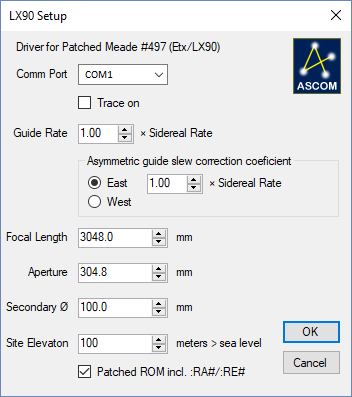 LX90 Setup
Driver for Patched Meade #497 (Etx/LX90)
ASCOM
Comm Port COM1
Trace on
Guide Rate 1.00 × Sidereal Rate
Asymmetric guide slew correction coeficient
East 1.00 × Sidereal Rate
West
Focal Length 3048.0 mm
Aperture 304.8 mm
Secondary Ø 100.0 mm
Site Elevaton 100 meters > sea level
OK
Patched ROM incl. :RA#/:RE#
Cancel